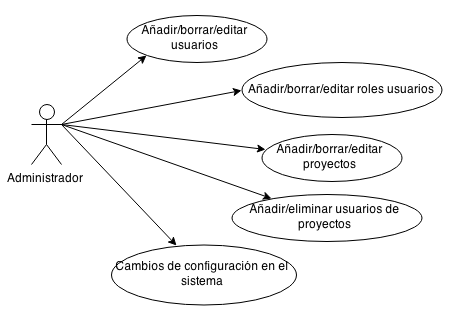 Añadir/borrar/editar
usuarios
Añadir/borrar/editar roles usuarios
Añadir/borrar/editar
proyectos
Administrador
Añadir/eliminar usuarios de
proyectos
Cambios de configuración en el
sistema